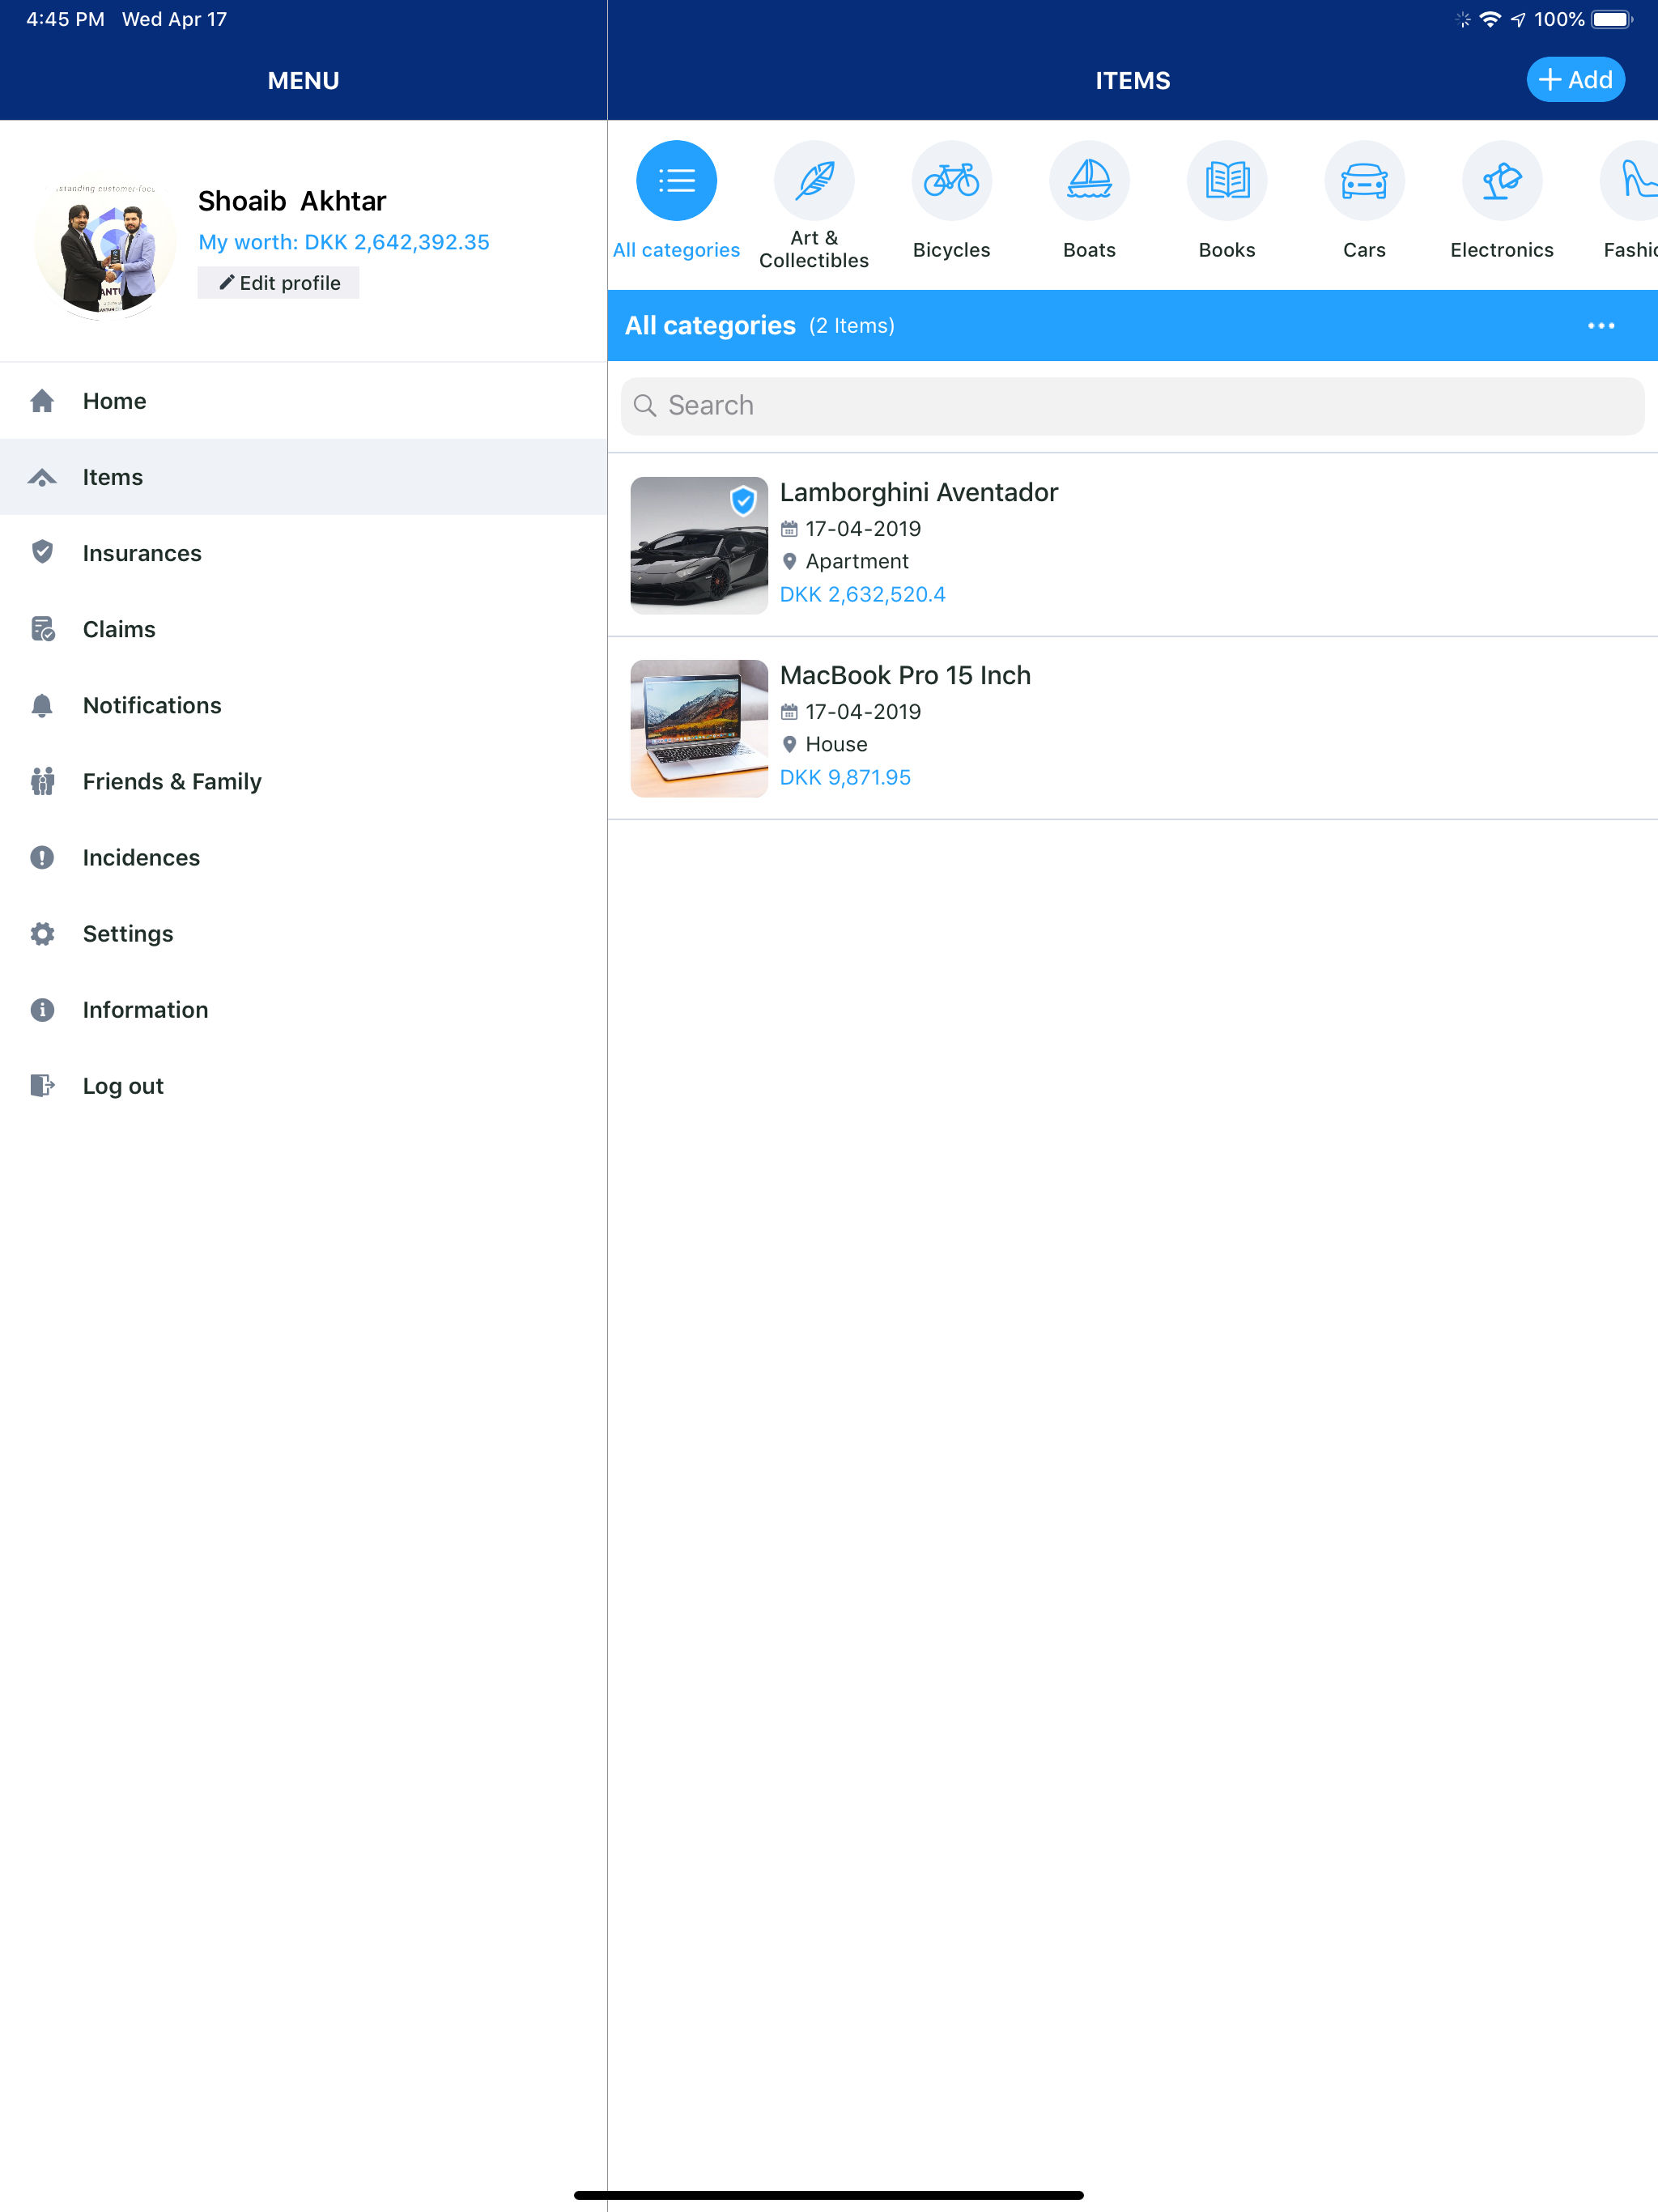 4:45 PM Wed Apr 17
100%
MENU
ITEMS
+ Add
Shoaib Akhtar
My worth: DKK 2,642,392.35
Edit profile
Home
Items
Insurances
Claims
Notifications
Friends & Family
Incidences
Settings
Information
Log out
All categories
Art &
Collectibles
Bicycles
Boats
Books
Cars
Electronics
Fashic
All categories (2 Items)
Search
Lamborghini Aventador
17-04-2019
Apartment
DKK 2,632,520.4
MacBook Pro 15 Inch
17-04-2019
House
DKK 9,871.95